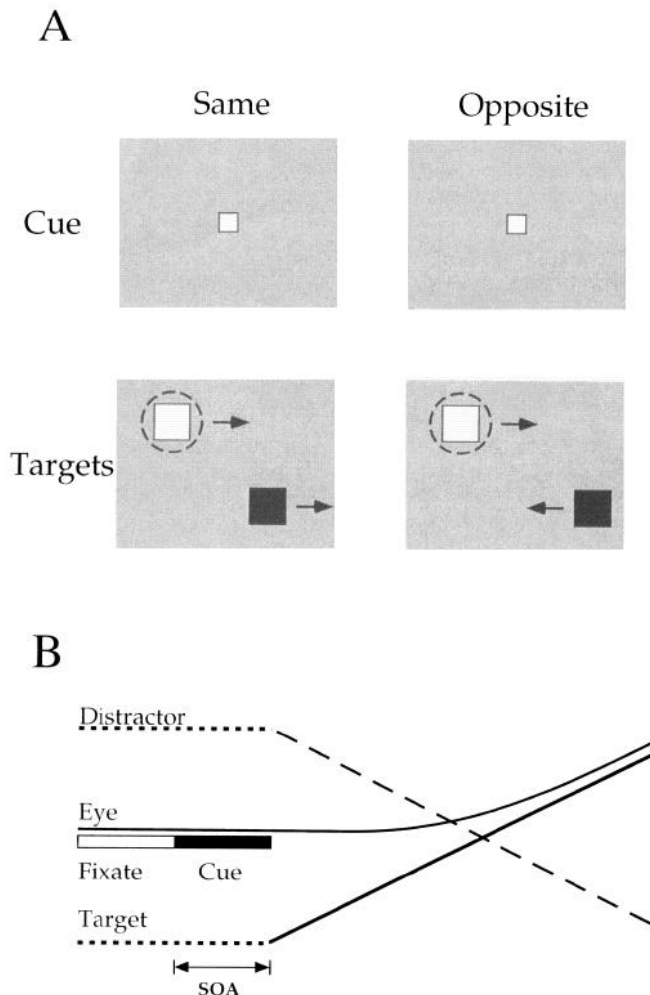 A
Same Opposite
Cue
Targets
B
Distractor
Eye
Fixate Cue
Target
SOA